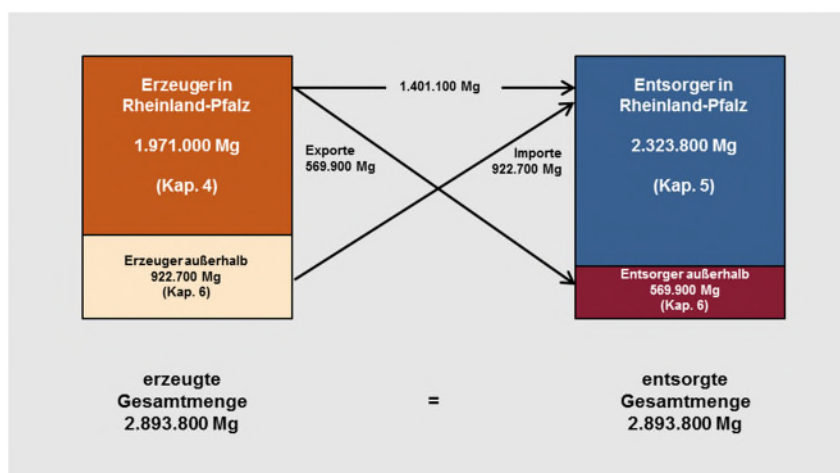 Erzeuger in
Rheinland-Pfalz
1.971.000 Mg
(Kap. 4)
Erzeuger außerhalb
922.700 Mg
(Kap. 6)
1.401.100 Mg
Exporte
569.900 Mg
Importe
922.700 Mg
Entsorger in
Rheinland-Pfalz
2.323.800 Mg
(Kap. 5)
Entsorger außerhalb
569.900 Mg
(Kap. 6)
erzeugte
Gesamtmenge
2.893.800 Mg
=
entsorgte
Gesamtmenge
2.893.800 Mg